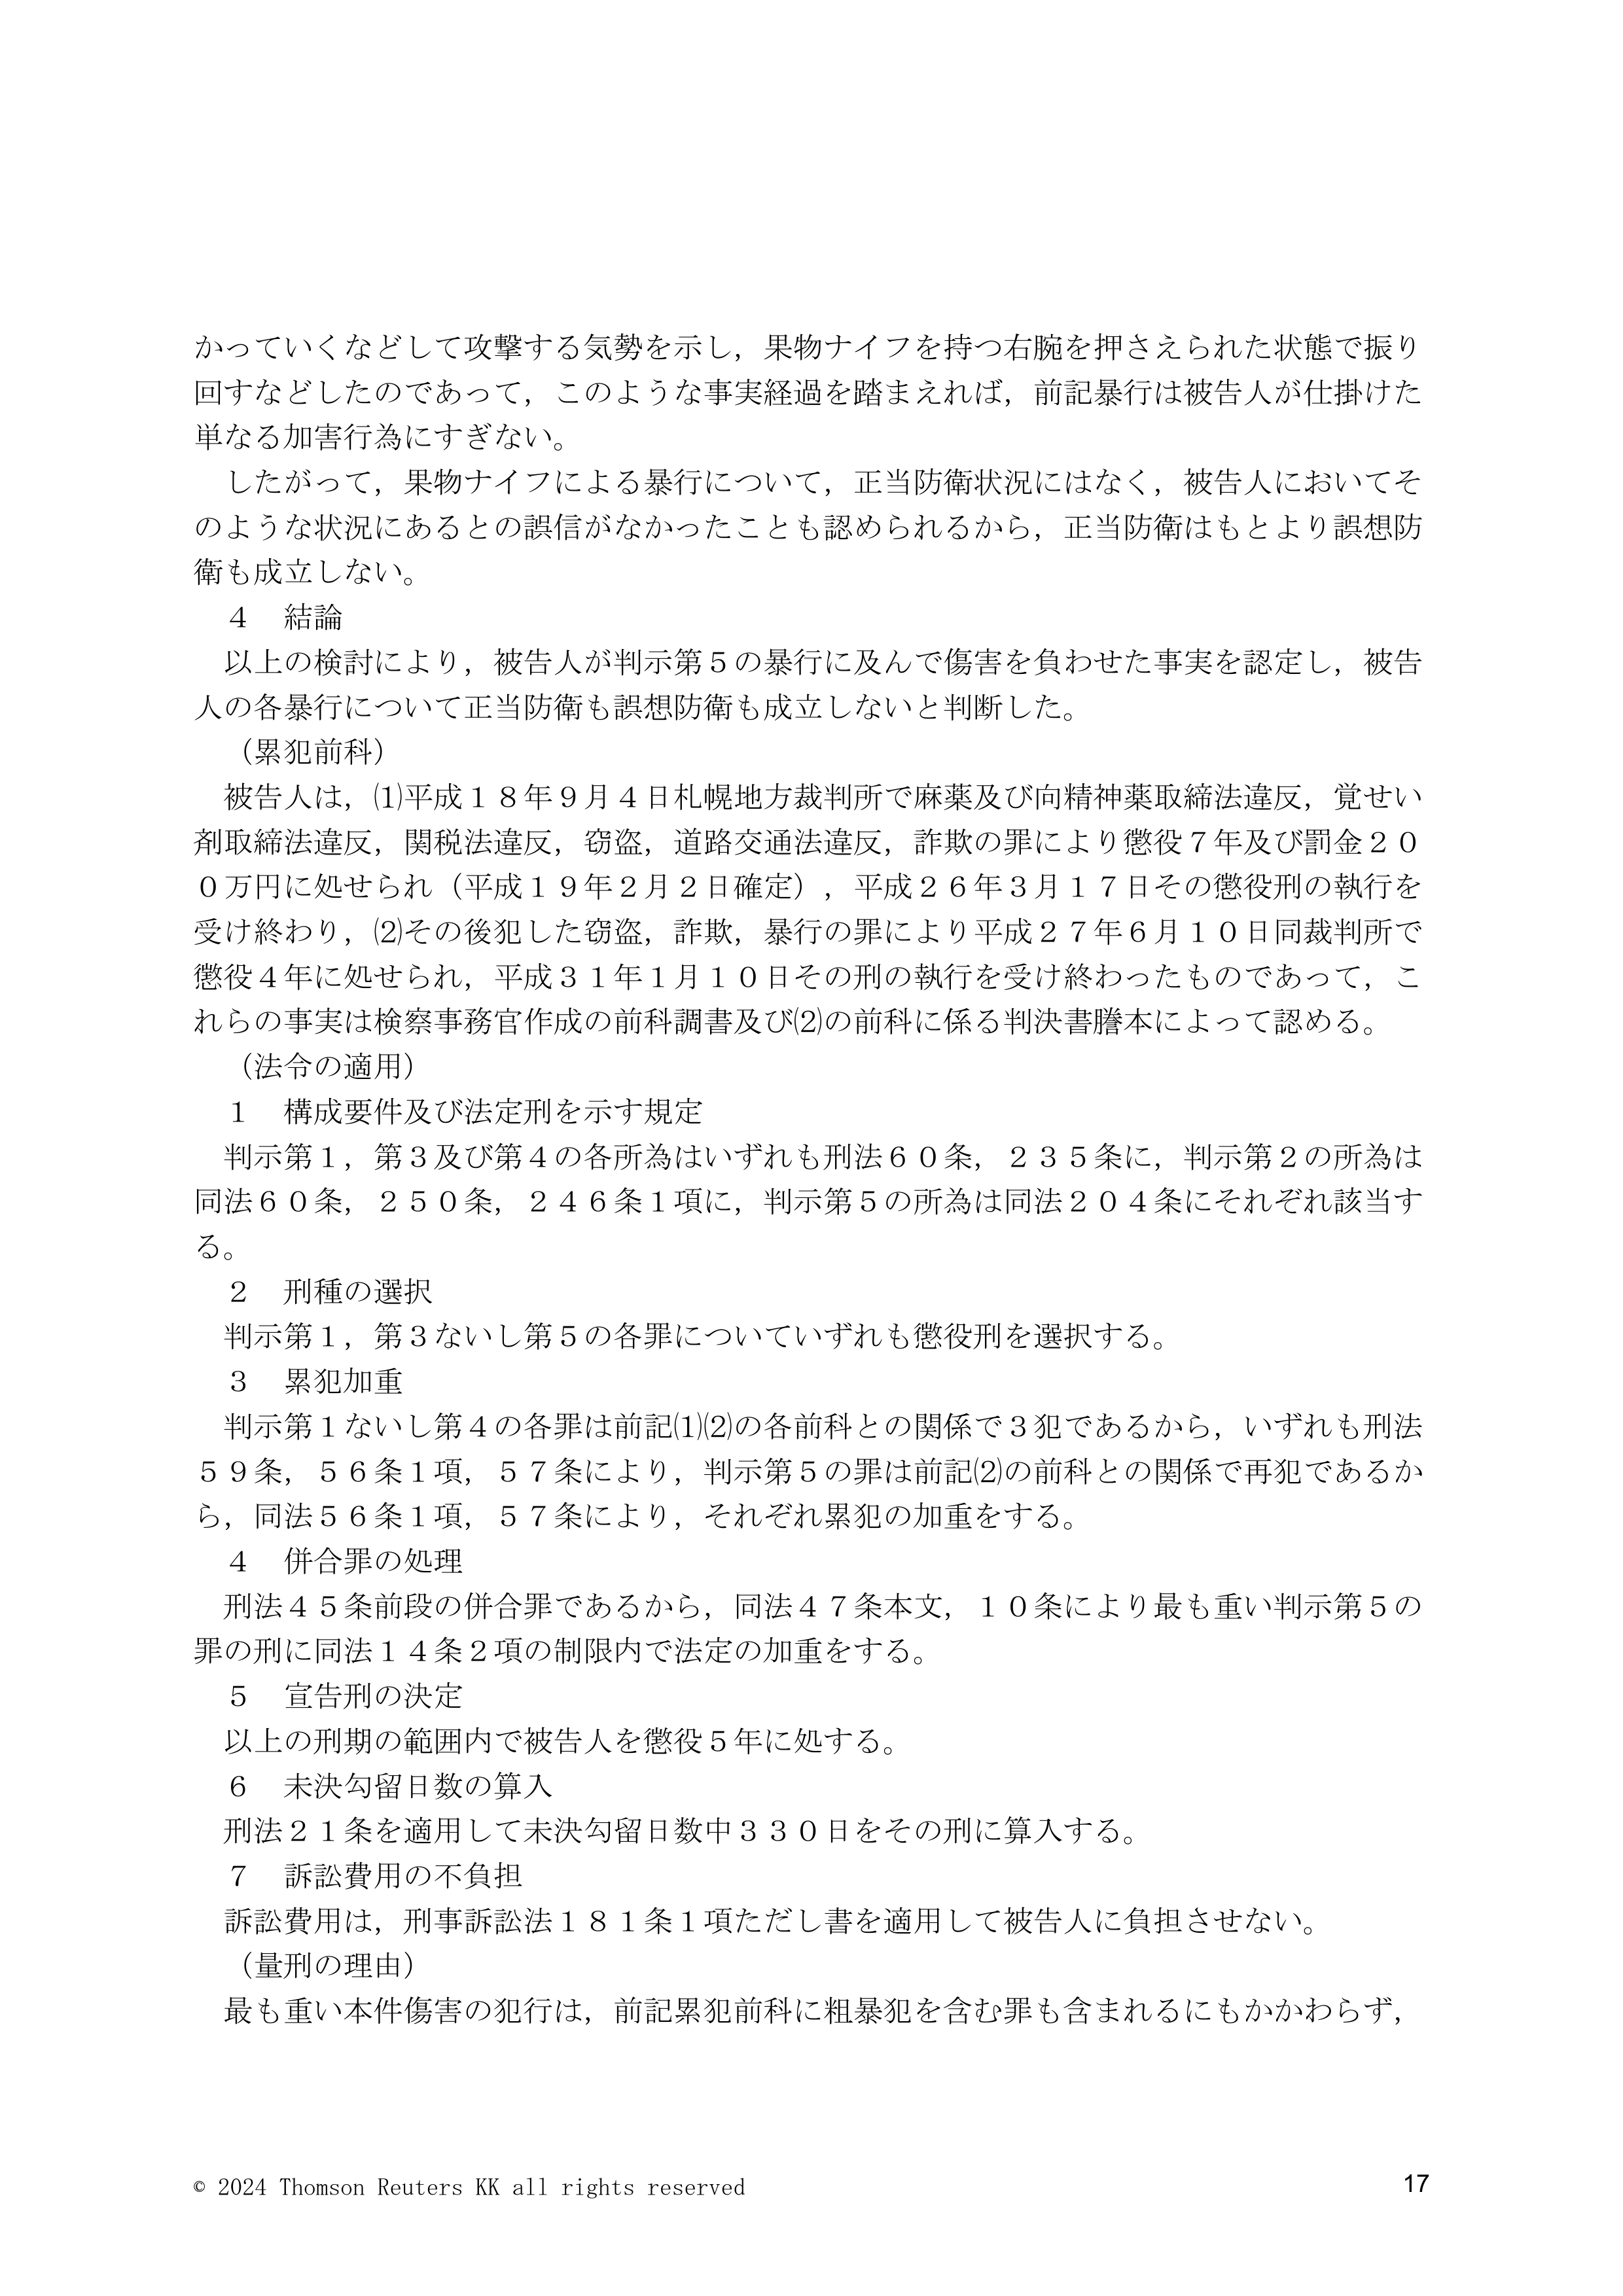 かっていくなどして攻撃する気勢を示し，果物ナイフを持つ右腕を押さえられた状態で振り
回すなどしたのであって，このような事実経過を踏まえれば，前記暴行は被告人が仕掛けた
単なる加害行為にすぎない。
　したがって，果物ナイフによる暴行について，正当防衛状況にはなく，被告人においてそ
のような状況にあるとの誤信がなかったことも認められるから，正当防衛はもとより誤想防
衛も成立しない。
　４　結論
　以上の検討により，被告人が判示第５の暴行に及んで傷害を負わせた事実を認定し，被告
人の各暴行について正当防衛も誤想防衛も成立しないと判断した。
　（累犯前科）
　被告人は，⑴平成１８年９月４日札幌地方裁判所で麻薬及び向精神薬取締法違反，覚せい
剤取締法違反，関税法違反，窃盗，道路交通法違反，詐欺の罪により懲役７年及び罰金２０
０万円に処せられ（平成１９年２月２日確定），平成２６年３月１７日その懲役刑の執行を
受け終わり，⑵その後犯した窃盗，詐欺，暴行の罪により平成２７年６月１０日同裁判所で
懲役４年に処せられ，平成３１年１月１０日その刑の執行を受け終わったものであって，こ
れらの事実は検察事務官作成の前科調書及び⑵の前科に係る判決書謄本によって認める。
　（法令の適用）
　１　構成要件及び法定刑を示す規定
　判示第１，第３及び第４の各所為はいずれも刑法６０条，２３５条に，判示第２の所為は
同法６０条，２５０条，２４６条１項に，判示第５の所為は同法２０４条にそれぞれ該当す
る。
　２　刑種の選択
　判示第１，第３ないし第５の各罪についていずれも懲役刑を選択する。
　３　累犯加重
　判示第１ないし第４の各罪は前記⑴⑵の各前科との関係で３犯であるから，いずれも刑法
５９条，５６条１項，５７条により，判示第５の罪は前記⑵の前科との関係で再犯であるか
ら，同法５６条１項，５７条により，それぞれ累犯の加重をする。
　４　併合罪の処理
　刑法４５条前段の併合罪であるから，同法４７条本文，１０条により最も重い判示第５の
罪の刑に同法１４条２項の制限内で法定の加重をする。
　５　宣告刑の決定
　以上の刑期の範囲内で被告人を懲役５年に処する。
　６　未決勾留日数の算入
　刑法２１条を適用して未決勾留日数中３３０日をその刑に算入する。
　７　訴訟費用の不負担
　訴訟費用は，刑事訴訟法１８１条１項ただし書を適用して被告人に負担させない。
　（量刑の理由）
　最も重い本件傷害の犯行は，前記累犯前科に粗暴犯を含む罪も含まれるにもかかわらず，
© 2024 Thomson Reuters KK all rights reserved
17